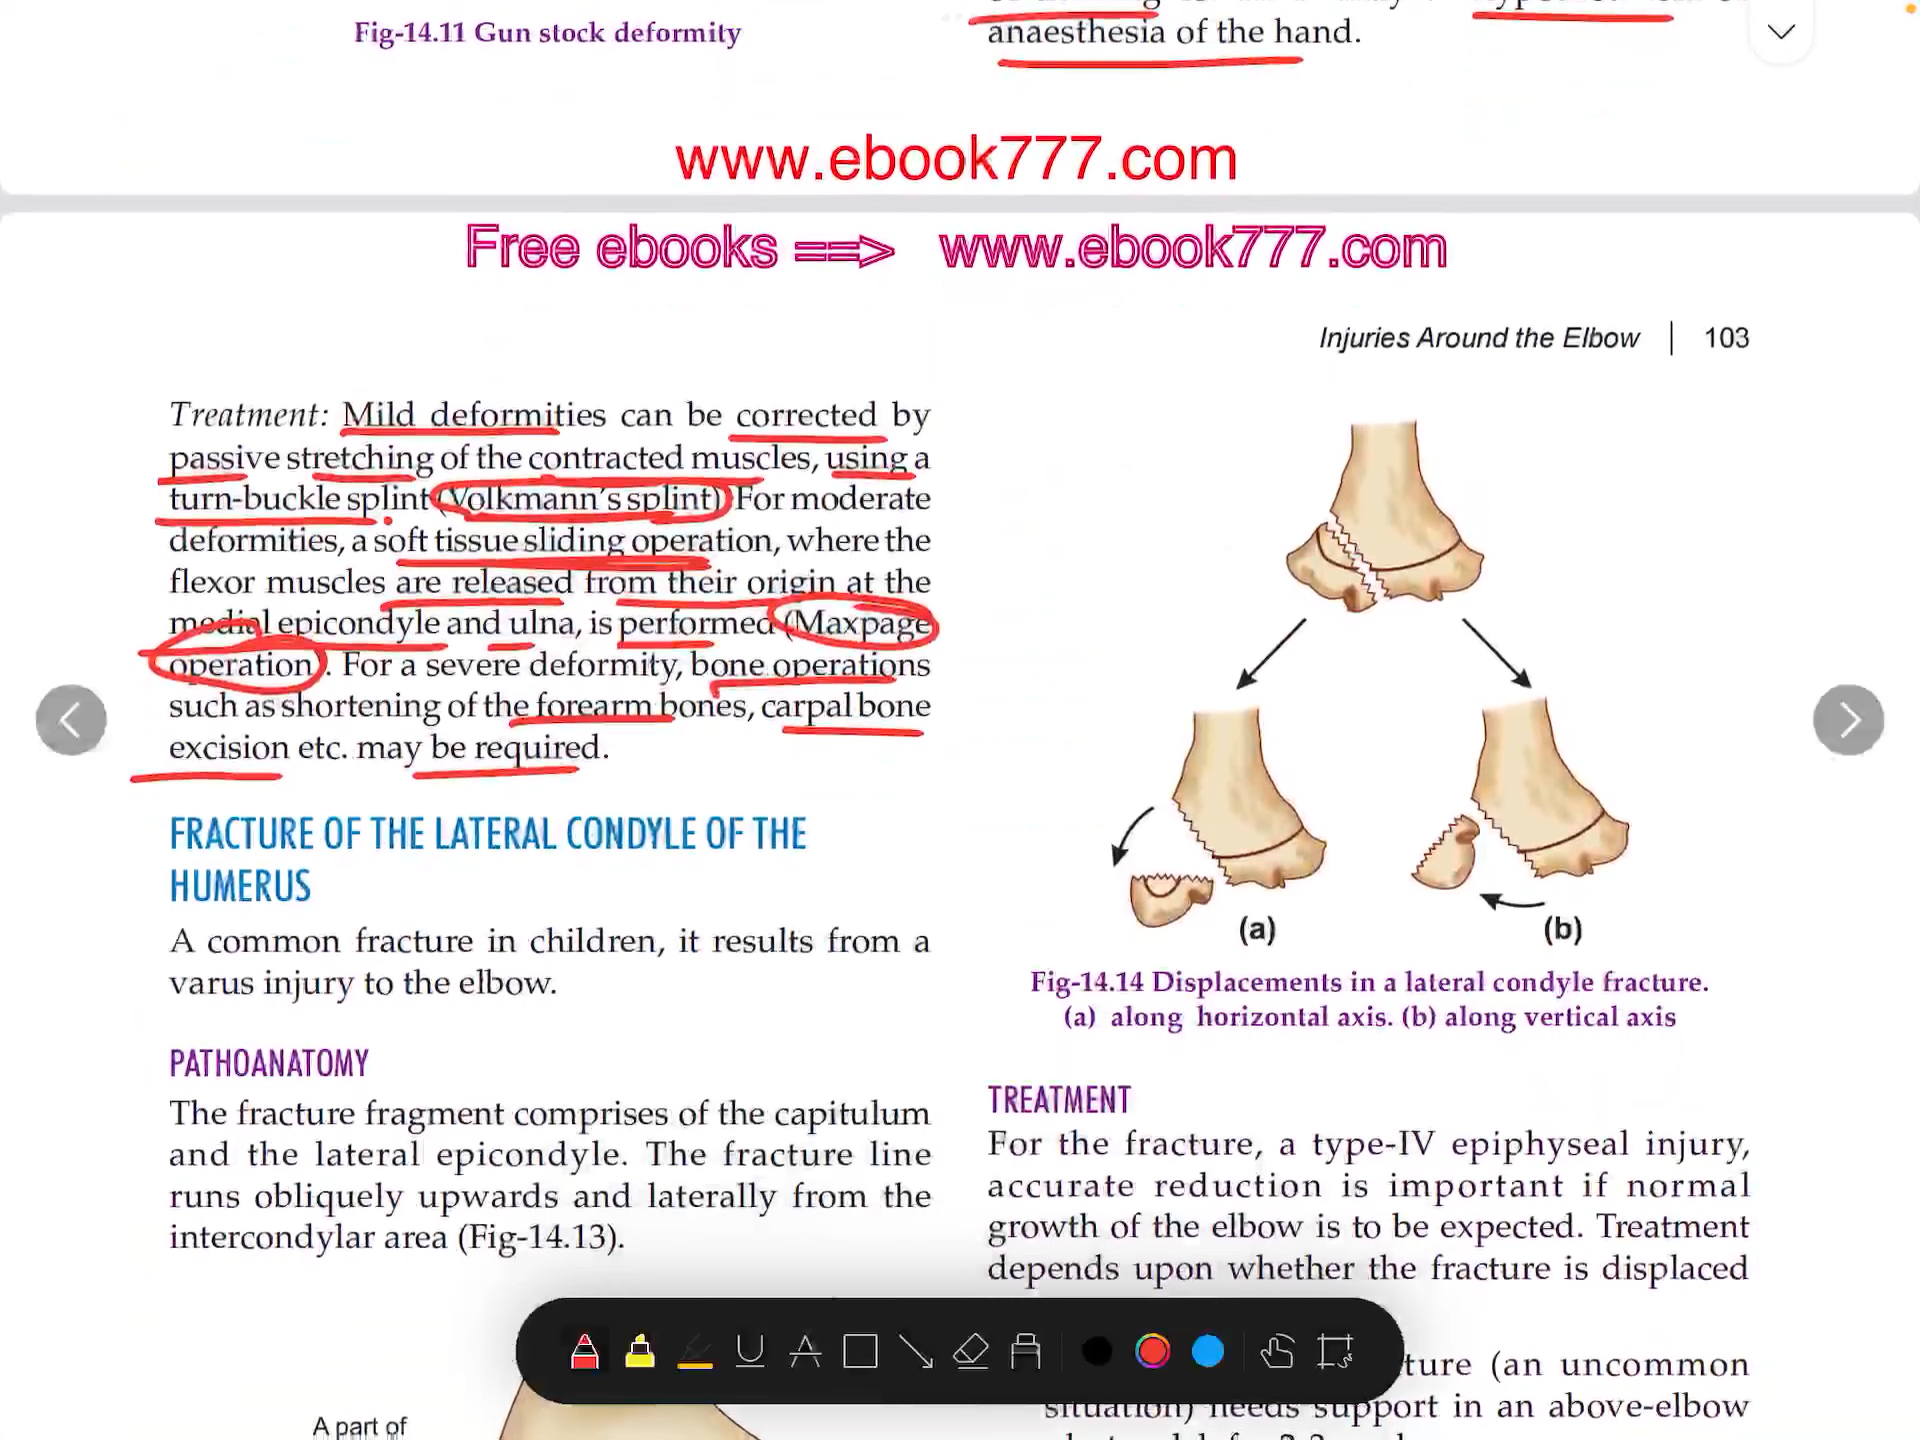 Fig-14.11 Gun stock deformity
anaesthesia of the hand.
www.ebook777.com
Free ebooks ==> www.ebook777.com
Injuries Around the Elbow | 103
Treatment: Mild deformities can be corrected by
passive stretching of the contracted muscles, using a
turn-buckle splint (Volkmann's splint) For moderate
deformities, a soft tissue sliding operation, where the
flexor muscles are released from their origin at the
medial epicondyle and ulna, is performed (Maxpage
operation). For a severe deformity, bone operations
such as shortening of the forearm bones, carpal bone
excision etc. may be required.
FRACTURE OF THE LATERAL CONDYLE OF THE
HUMERUS
A common fracture in children, it results from a
varus injury to the elbow.
PATHOANATOMY
The fracture fragment comprises of the capitulum
and the lateral epicondyle. The fracture line
runs obliquely upwards and laterally from the
intercondylar area (Fig-14.13).
A part of
(a)
(b)
Fig-14.14 Displacements in a lateral condyle fracture.
(a) along horizontal axis. (b) along vertical axis
TREATMENT
For the fracture, a type-IV epiphyseal injury,
accurate reduction is important if normal
growth of the elbow is to be expected. Treatment
depends upon whether the fracture is displaced
ture (an uncommon
situation) needs support in an above-elbow